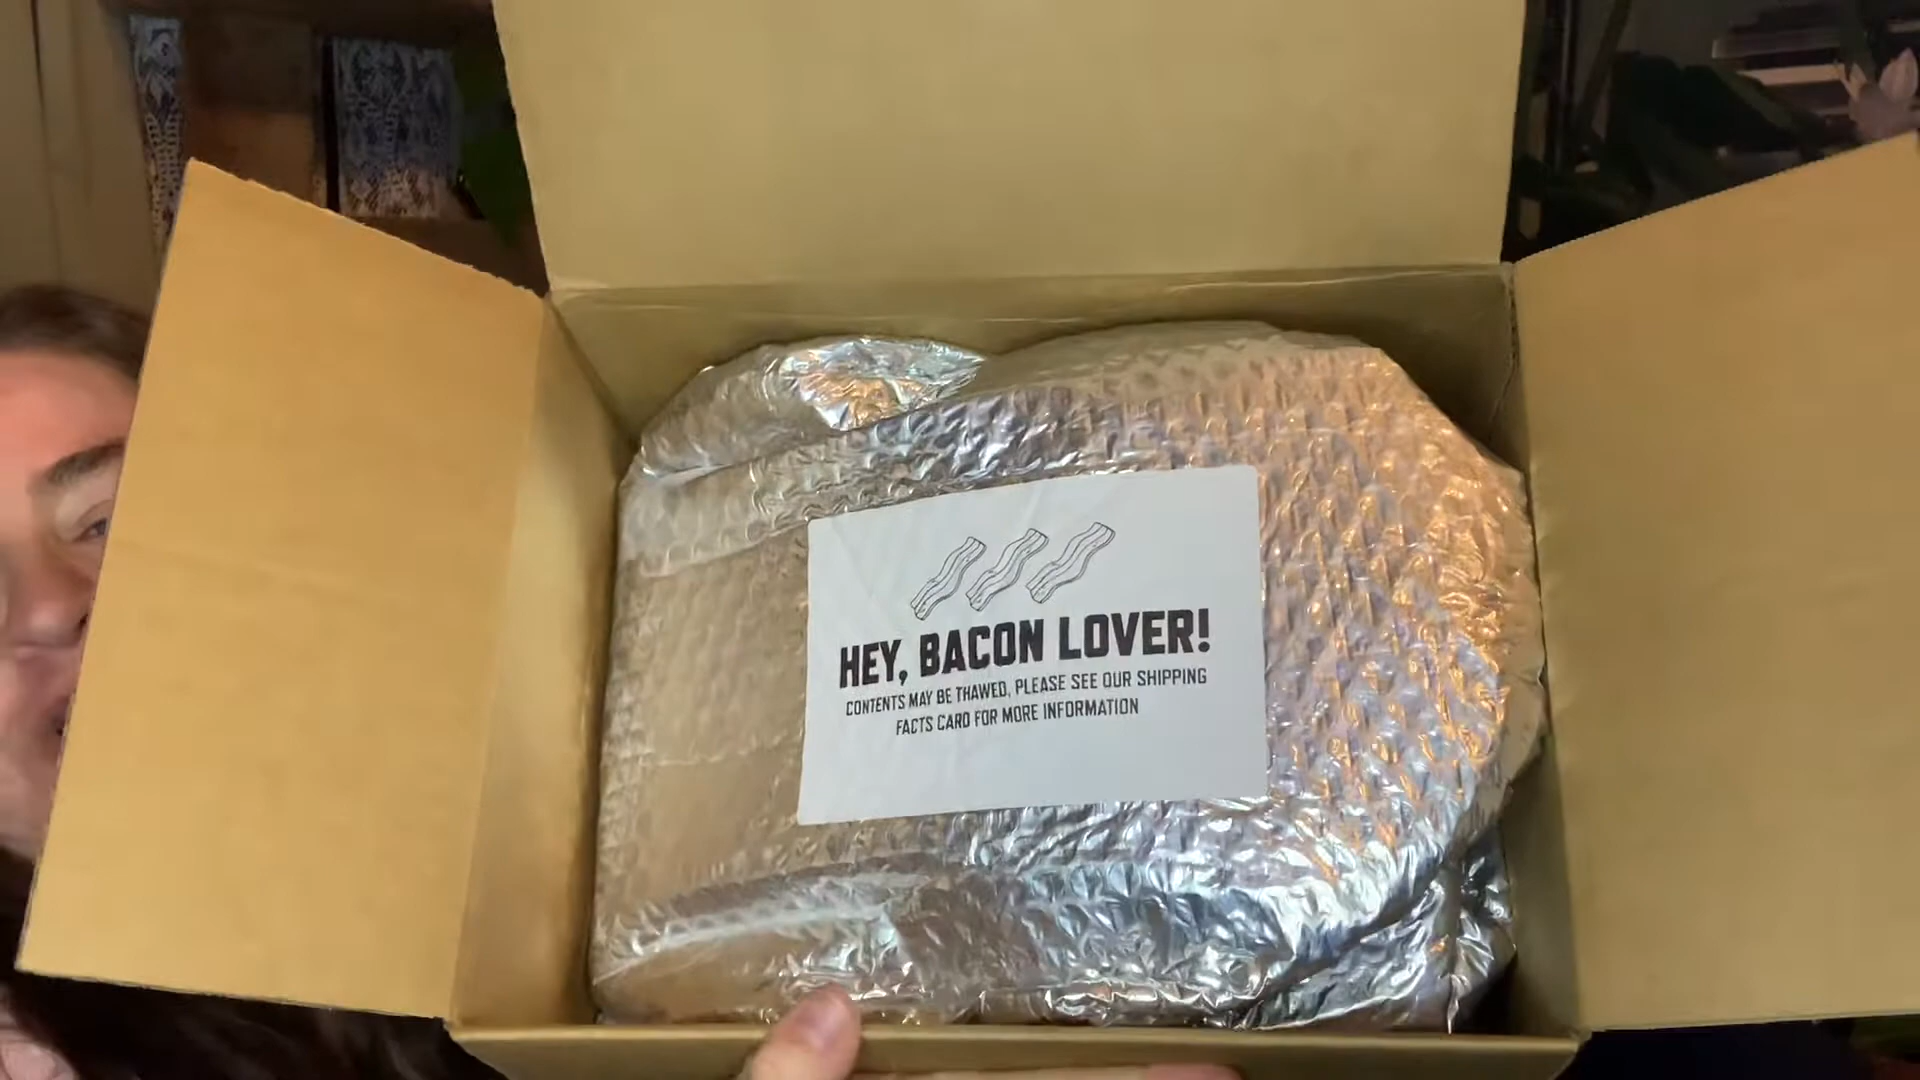 HEY, BACON LOVER!
CONTENTS MAY BE THAWED, PLEASE SEE OUR SHIPPING
FACTS CARD FOR MORE INFORMATION